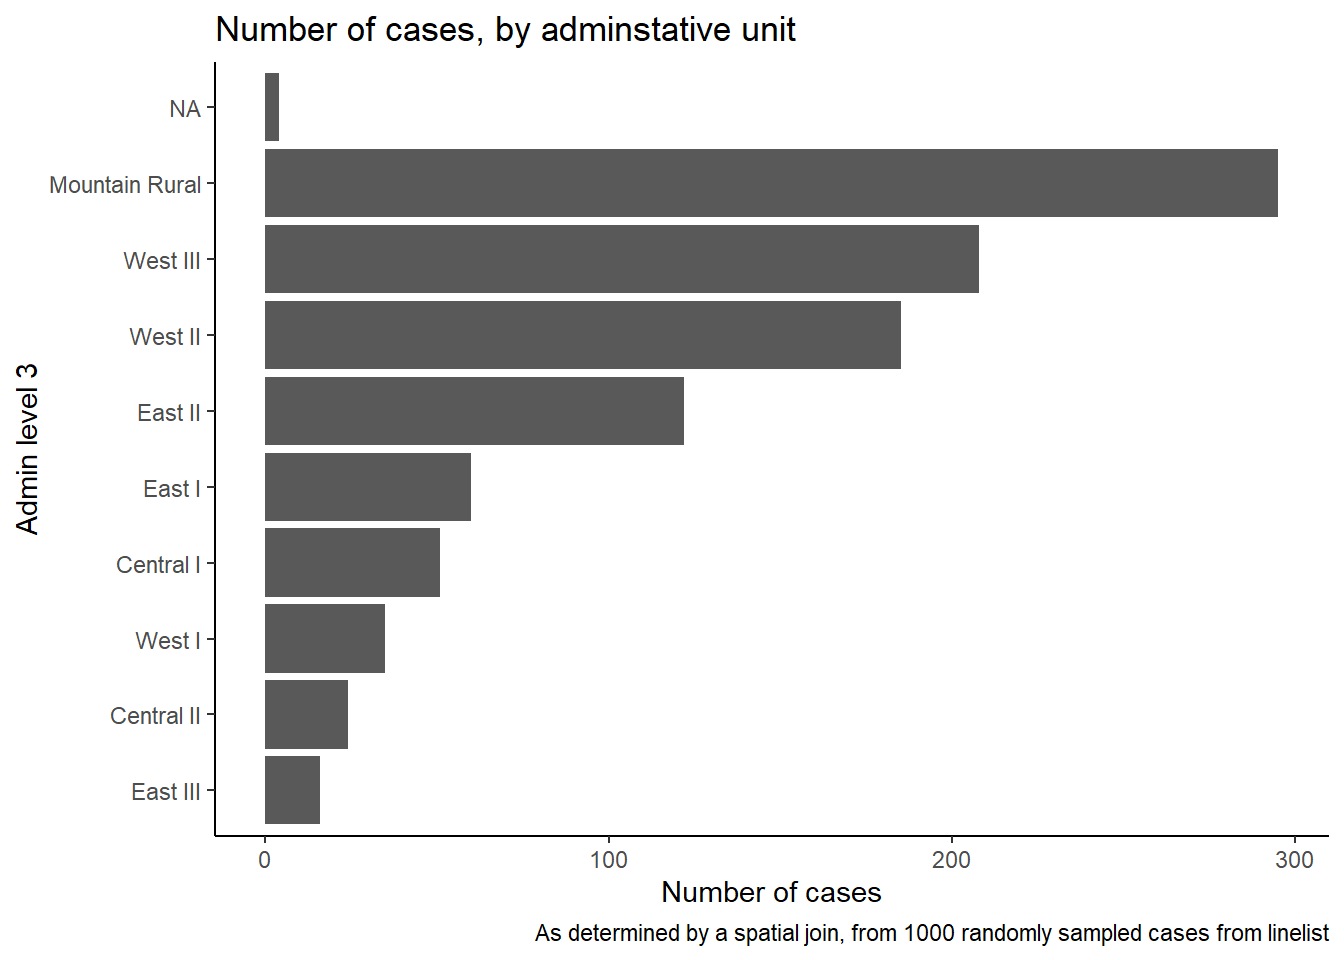 Number of cases, by adminstative unit
NA
Mountain Rural
West III
West II
East II
East I
Central I
West I
Central II
East III
Admin level 3
0 100 200 300
Number of cases
As determined by a spatial join, from 1000 randomly sampled cases from linelist